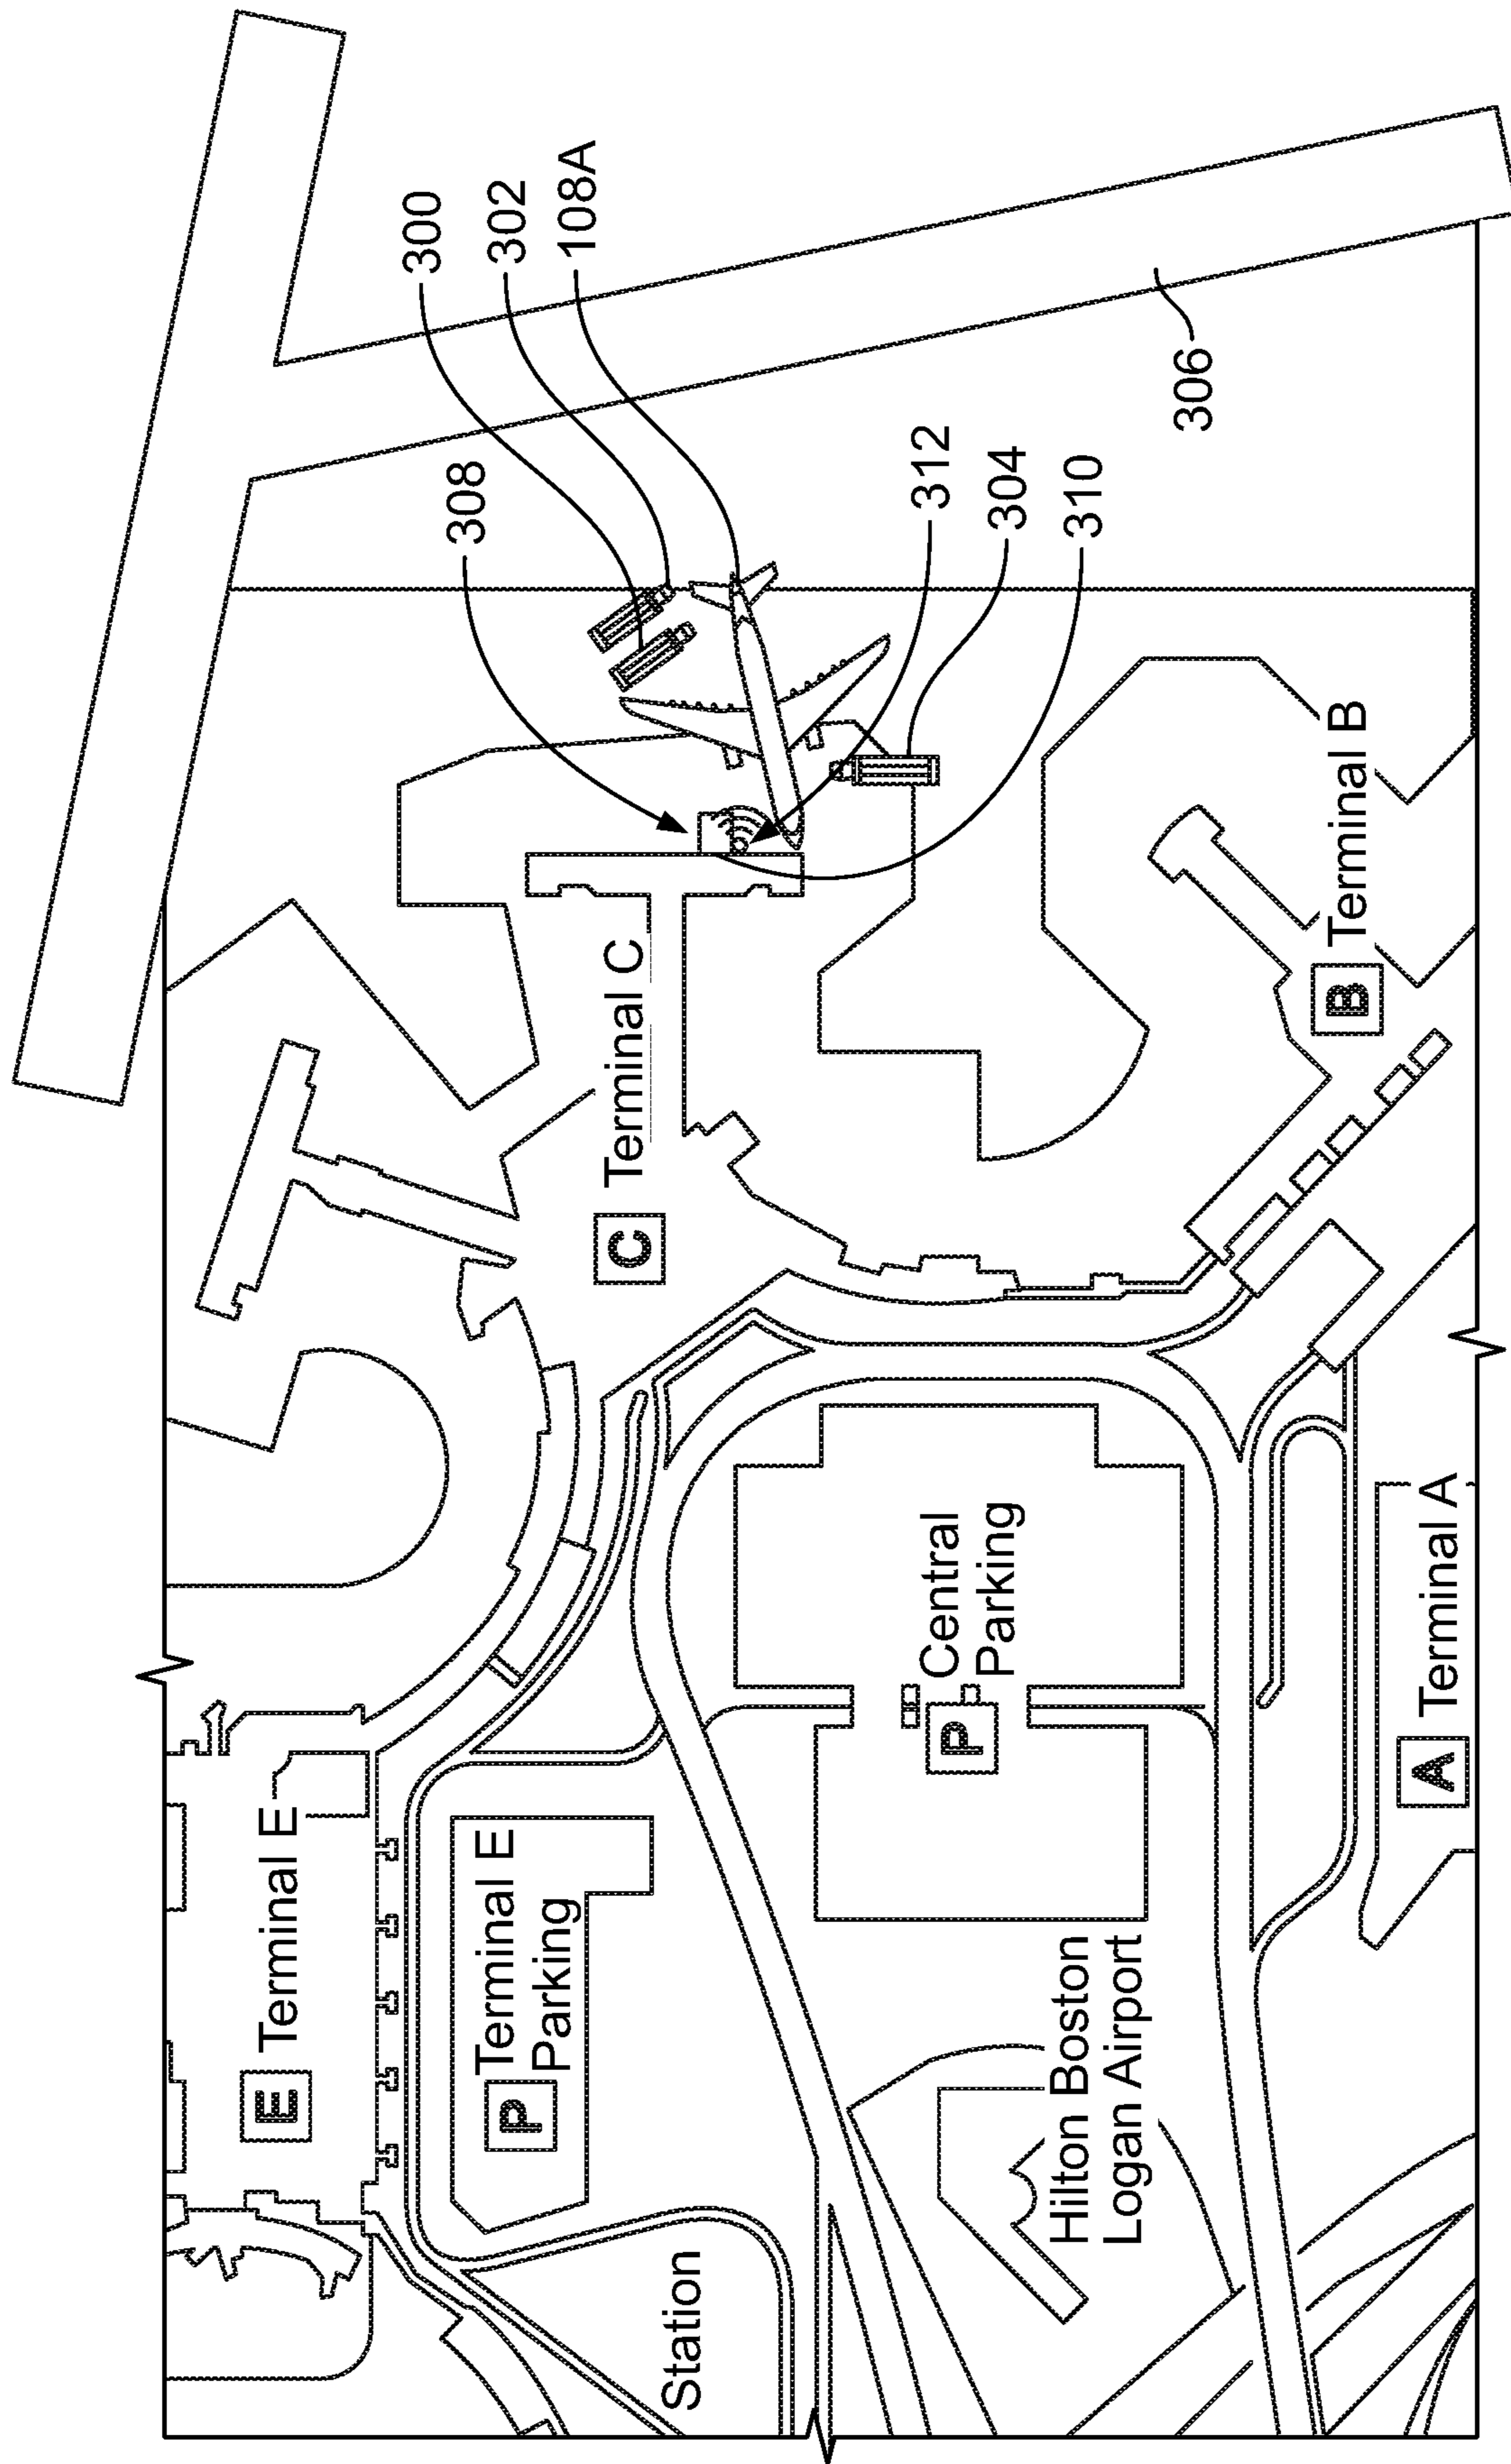 300
302
108A
308
312
304
310
306
E Terminal E
P Terminal E
Parking
Station
C Terminal C
P Central
Parking
Hilton Boston
Logan Airport
B Terminal B
A Terminal A